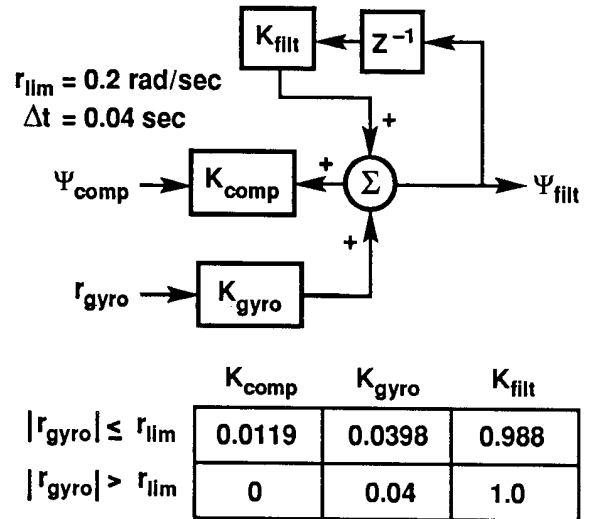 K_filt
Z⁻¹
r_lim = 0.2 rad/sec
Δt = 0.04 sec
+
Ψ_comp
K_comp
+
Σ
Ψ_filt
+
r_gyro
K_gyro
K_comp K_gyro K_filt
|r_gyro| ≤ r_lim 0.0119 0.0398 0.988
|r_gyro| > r_lim 0 0.04 1.0